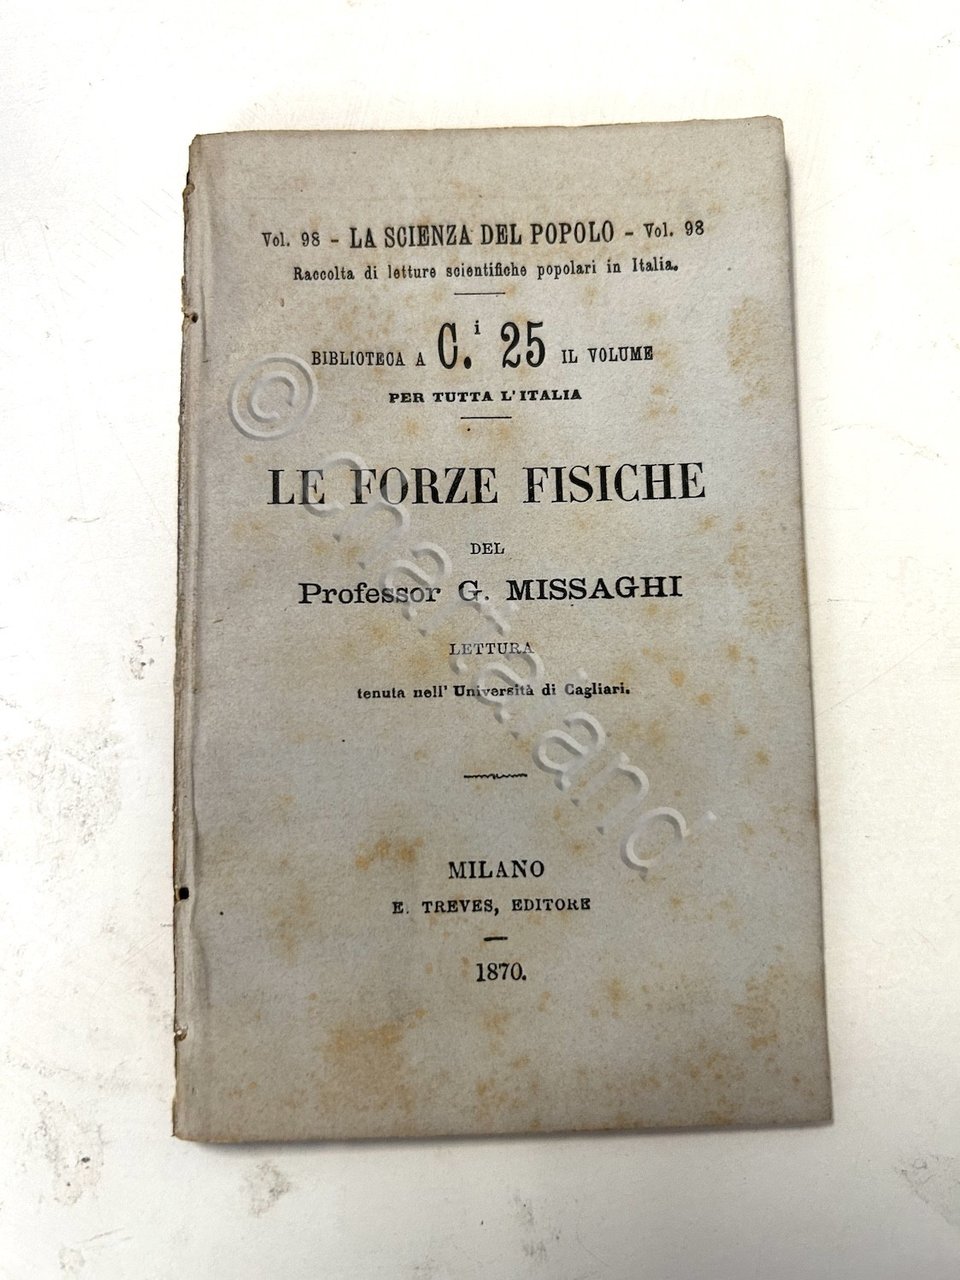 Vol. 98 - LA SCIENZA DEL POPOLO - Vol. 98
Raccolta di letture scientifiche popolari in Italia.
BIBLIOTECA A C.i 25 IL VOLUME
PER TUTTA L'ITALIA
LE FORZE FISICHE
DEL
Professor G. MISSAGHI
LETTURA
tenuta nell' Università di Cagliari.
MILANO
E. TREVES, EDITORE
1870.